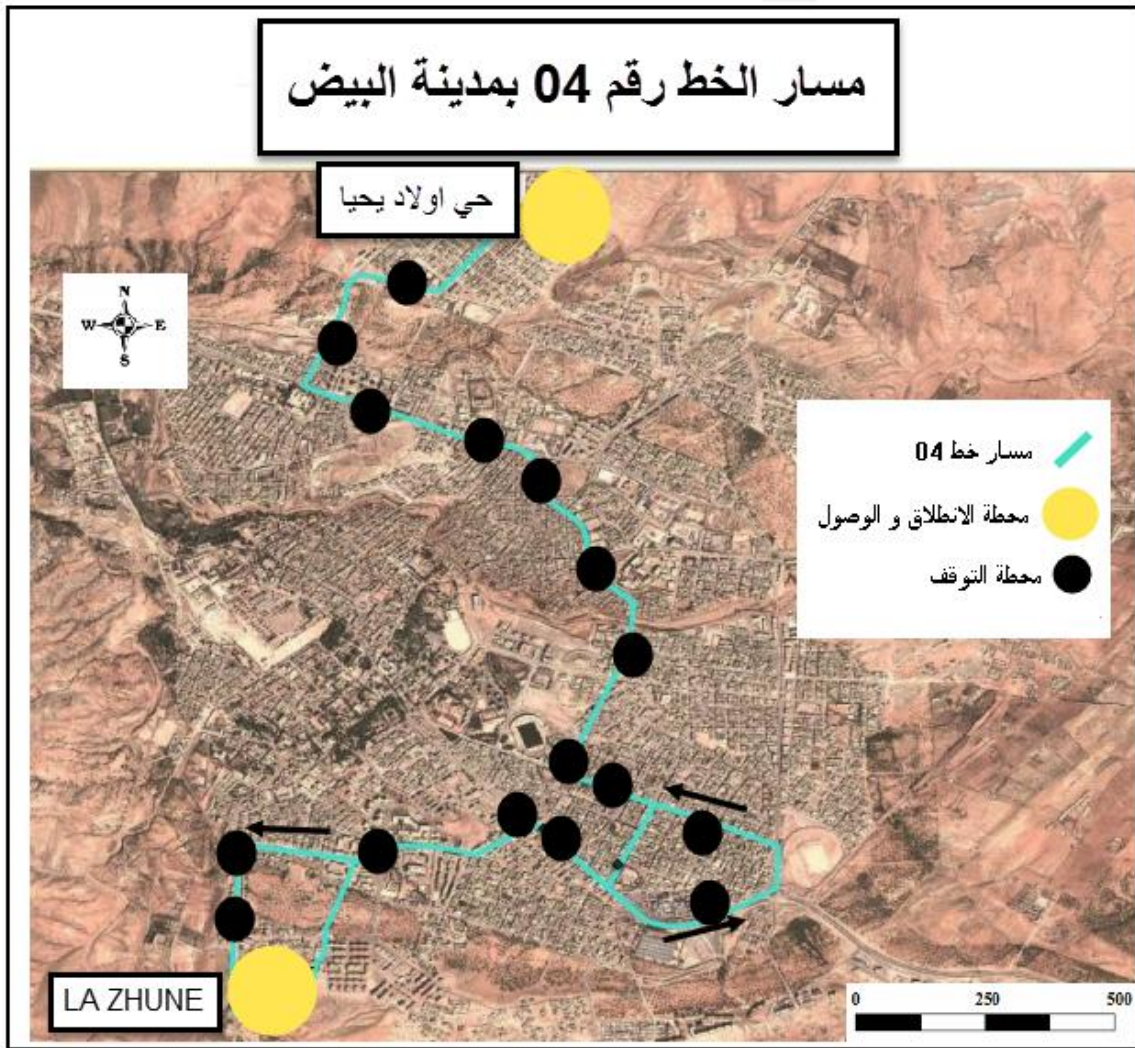 مسار الخط رقم 04 بمدينة البيض
حي اولاد يحيا
N
W E
S
مسار خط 04
محطة الانطلاق و الوصول
محطة التوقف
LA ZHUNE
0 250 500